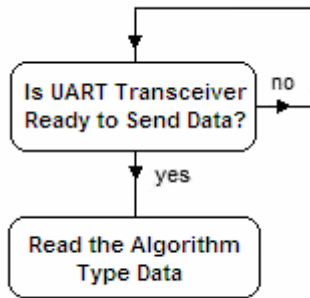 Is UART Transceiver
Ready to Send Data?
no
yes
Read the Algorithm
Type Data